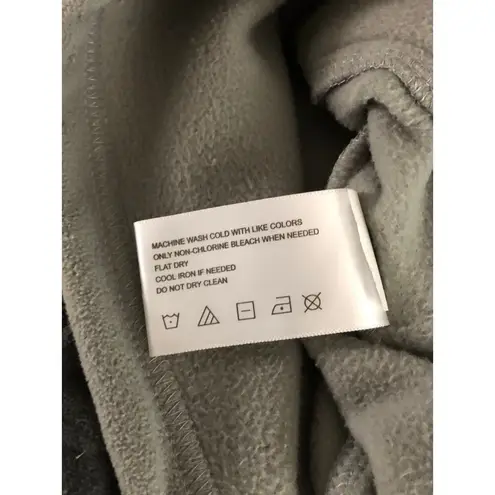 MACHINE WASH COLD WITH LIKE COLORS
ONLY NON-CHLORINE BLEACH WHEN NEEDED
FLAT DRY
COOL IRON IF NEEDED
DO NOT DRY CLEAN